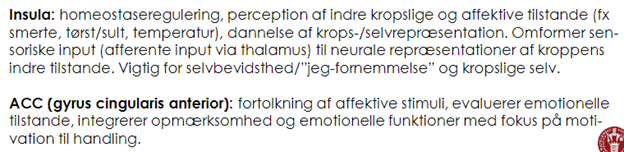 Insula: homeostaseregulering, perception af indre kropslige og affektive tilstande (fx
smerte, tørst/sult, temperatur), dannelse af krops-/selvrepræsentation. Omformer sen-
soriske input (afferente input via thalamus) til neurale repræsentationer af kroppens
indre tilstande. Vigtig for selvbevidsthed/”jeg-fornemmelse” og kropslige selv.
ACC (gyrus cingularis anterior): fortolkning af affektive stimuli, evaluerer emotionelle
tilstande, integrerer opmærksomhed og emotionelle funktioner med fokus på moti-
vation til handling.